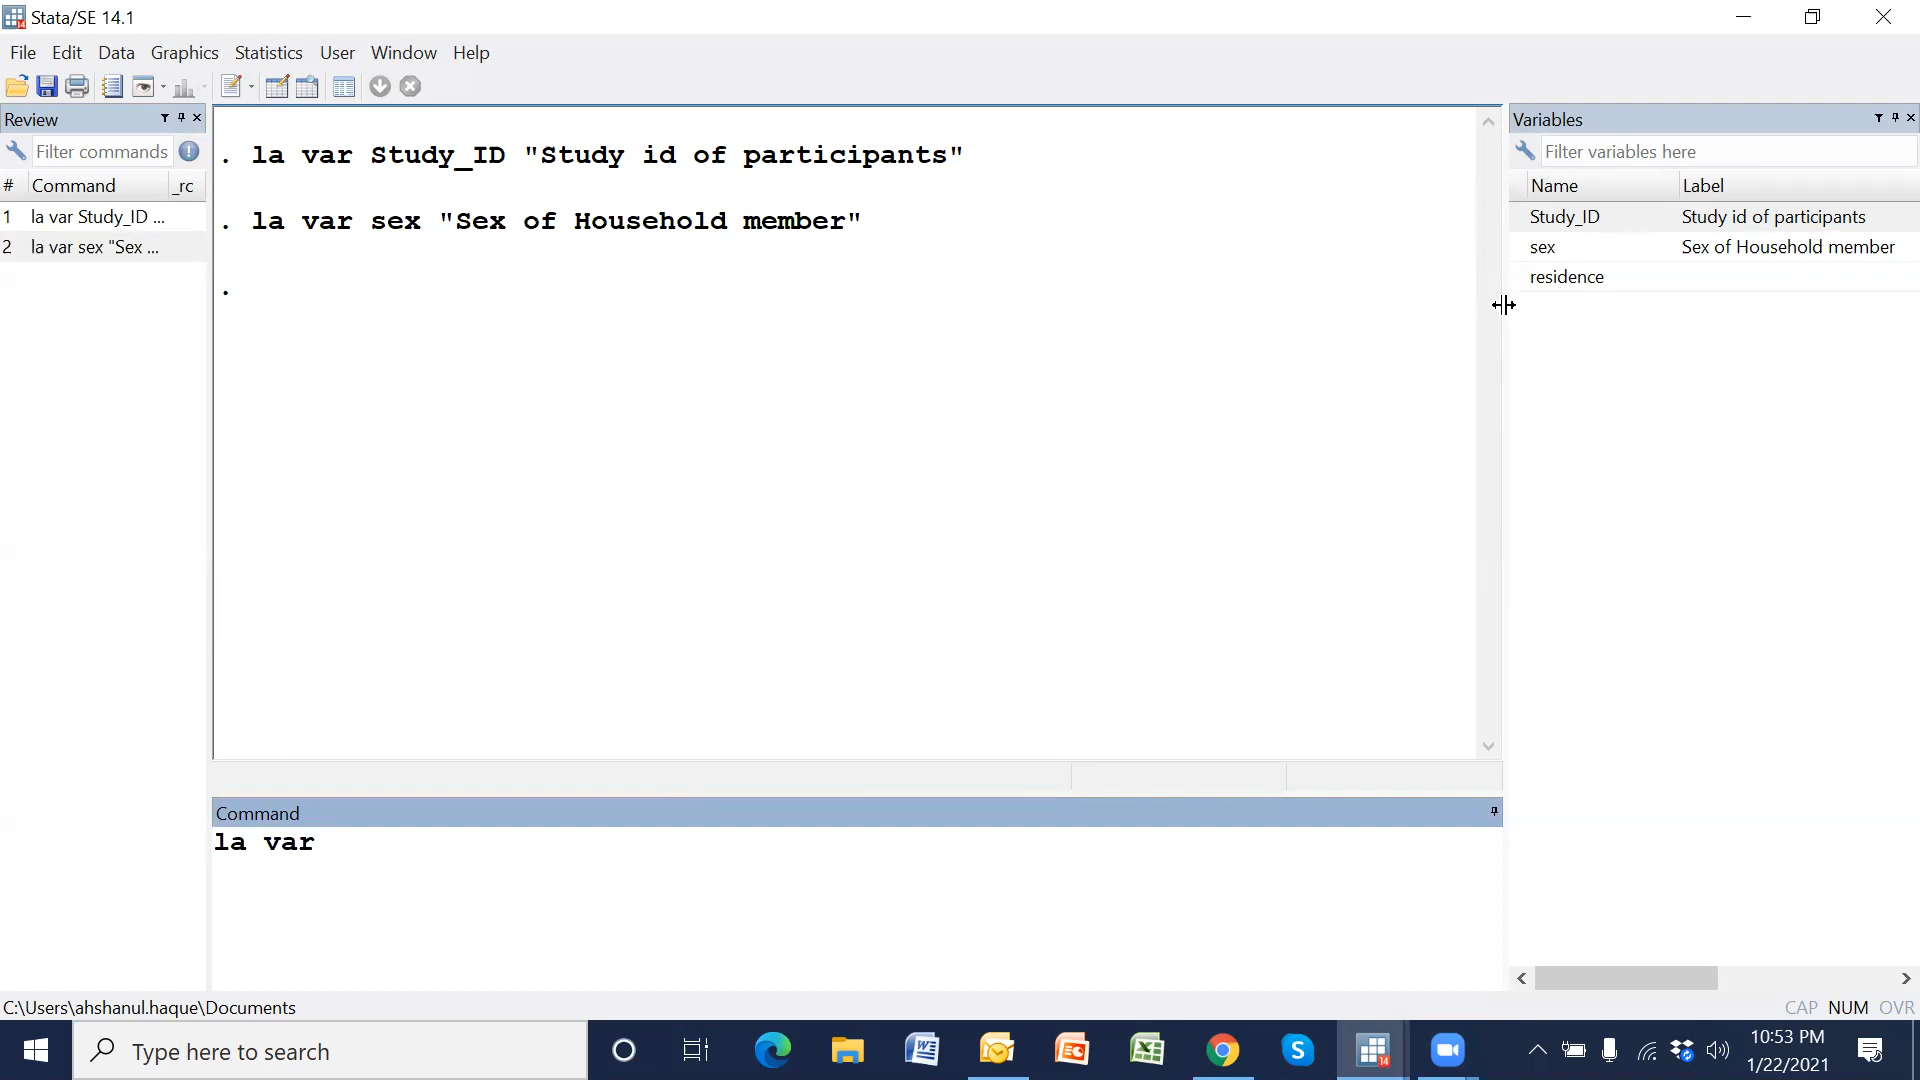 Stata/SE 14.1
File Edit Data Graphics Statistics User Window Help
Review
Filter commands
# Command _rc
1 la var Study_ID ...
2 la var sex "Sex ...
. la var Study_ID "Study id of participants"
. la var sex "Sex of Household member"
.
Variables
Filter variables here
Name Label
Study_ID Study id of participants
sex Sex of Household member
residence
Command
la var
C:\Users\ahshanul.haque\Documents
CAP NUM OVR
Type here to search
10:53 PM
1/22/2021